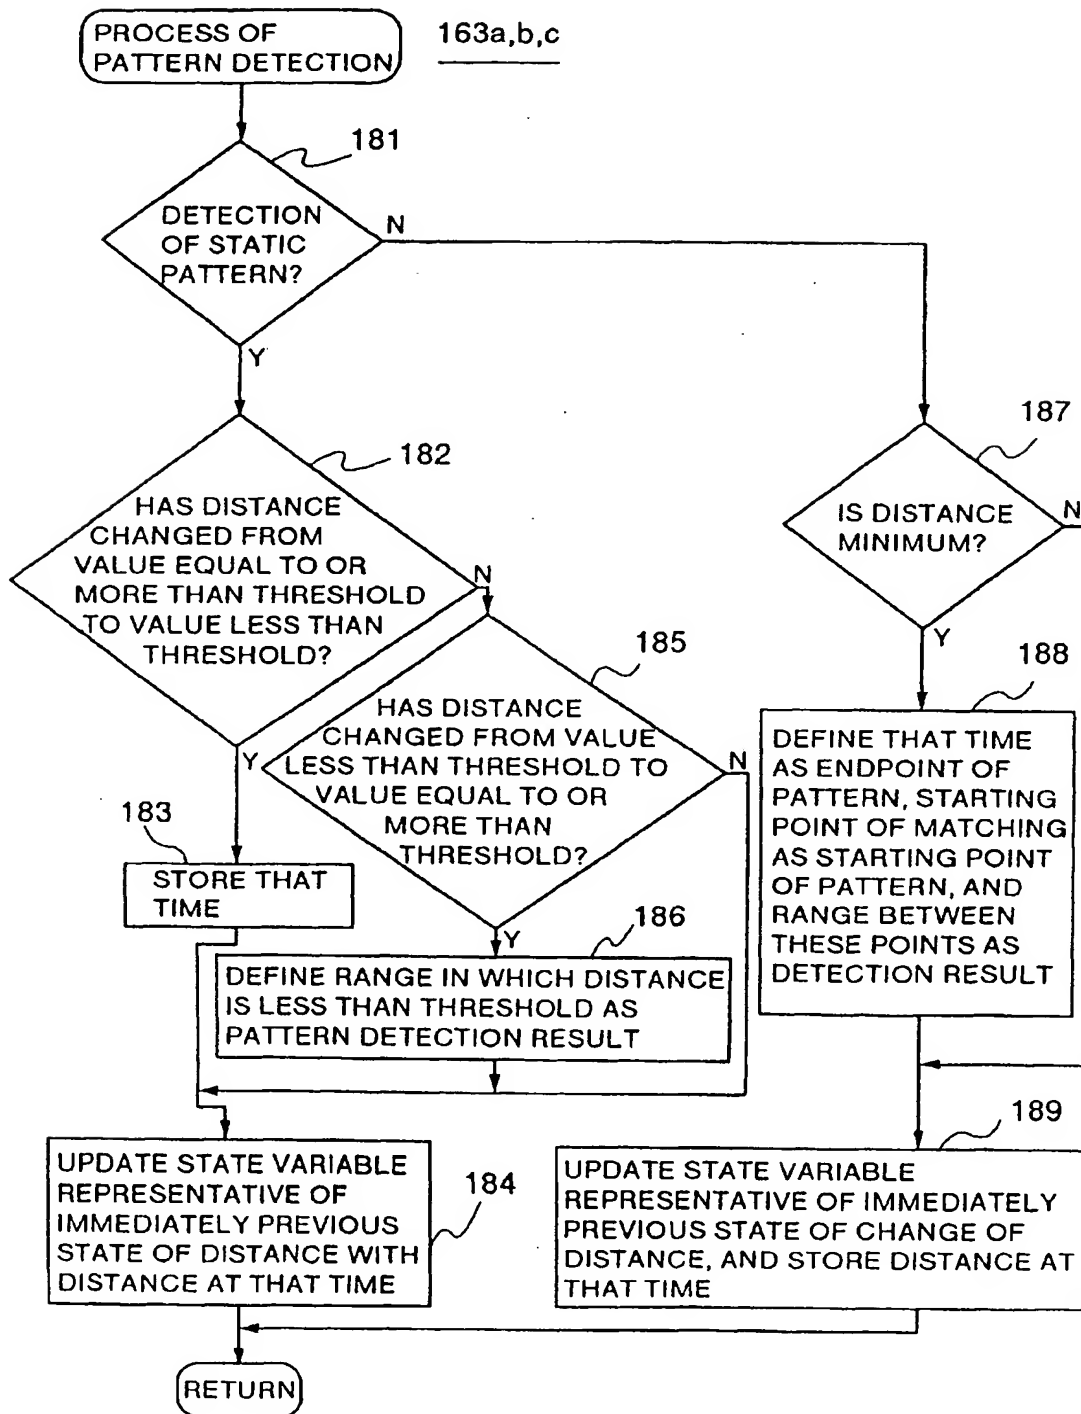 PROCESS OF
PATTERN DETECTION
163a,b,c
181
DETECTION
OF STATIC
PATTERN?
N
Y
182
HAS DISTANCE
CHANGED FROM
VALUE EQUAL TO OR
MORE THAN THRESHOLD
TO VALUE LESS THAN
THRESHOLD?
N
Y
187
IS DISTANCE
MINIMUM?
N
Y
185
HAS DISTANCE
CHANGED FROM VALUE
LESS THAN THRESHOLD TO
VALUE EQUAL TO OR
MORE THAN
THRESHOLD?
N
Y
183
STORE THAT
TIME
186
DEFINE RANGE IN WHICH DISTANCE
IS LESS THAN THRESHOLD AS
PATTERN DETECTION RESULT
188
DEFINE THAT TIME
AS ENDPOINT OF
PATTERN, STARTING
POINT OF MATCHING
AS STARTING POINT
OF PATTERN, AND
RANGE BETWEEN
THESE POINTS AS
DETECTION RESULT
184
UPDATE STATE VARIABLE
REPRESENTATIVE OF
IMMEDIATELY PREVIOUS
STATE OF DISTANCE WITH
DISTANCE AT THAT TIME
189
UPDATE STATE VARIABLE
REPRESENTATIVE OF IMMEDIATELY
PREVIOUS STATE OF CHANGE OF
DISTANCE, AND STORE DISTANCE AT
THAT TIME
RETURN